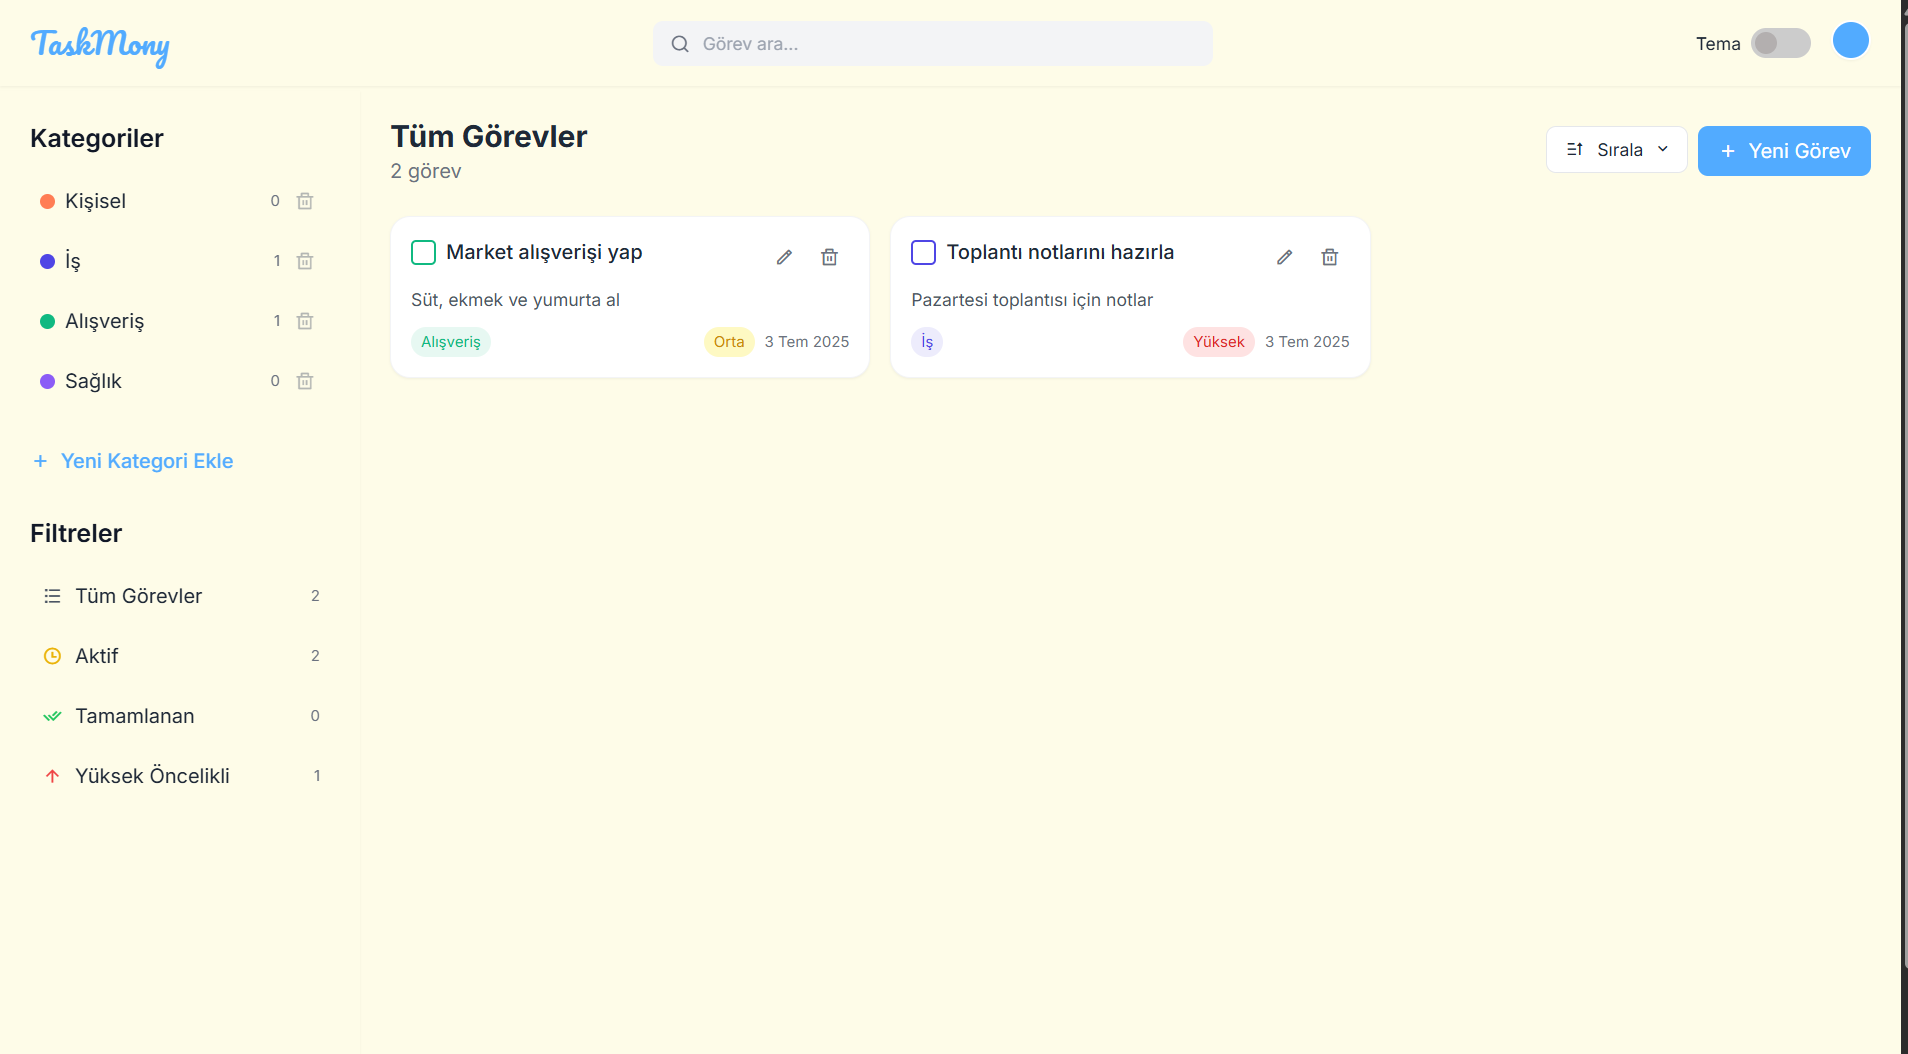 TaskMony
Görev ara...
Tema
Kategoriler
Kişisel 0
İş 1
Alışveriş 1
Sağlık 0
+ Yeni Kategori Ekle
Filtreler
Tüm Görevler 2
Aktif 2
Tamamlanan 0
Yüksek Öncelikli 1
Tüm Görevler
2 görev
Sırala
+ Yeni Görev
Market alışverişi yap
Süt, ekmek ve yumurta al
Alışveriş Orta 3 Tem 2025
Toplantı notlarını hazırla
Pazartesi toplantısı için notlar
İş Yüksek 3 Tem 2025